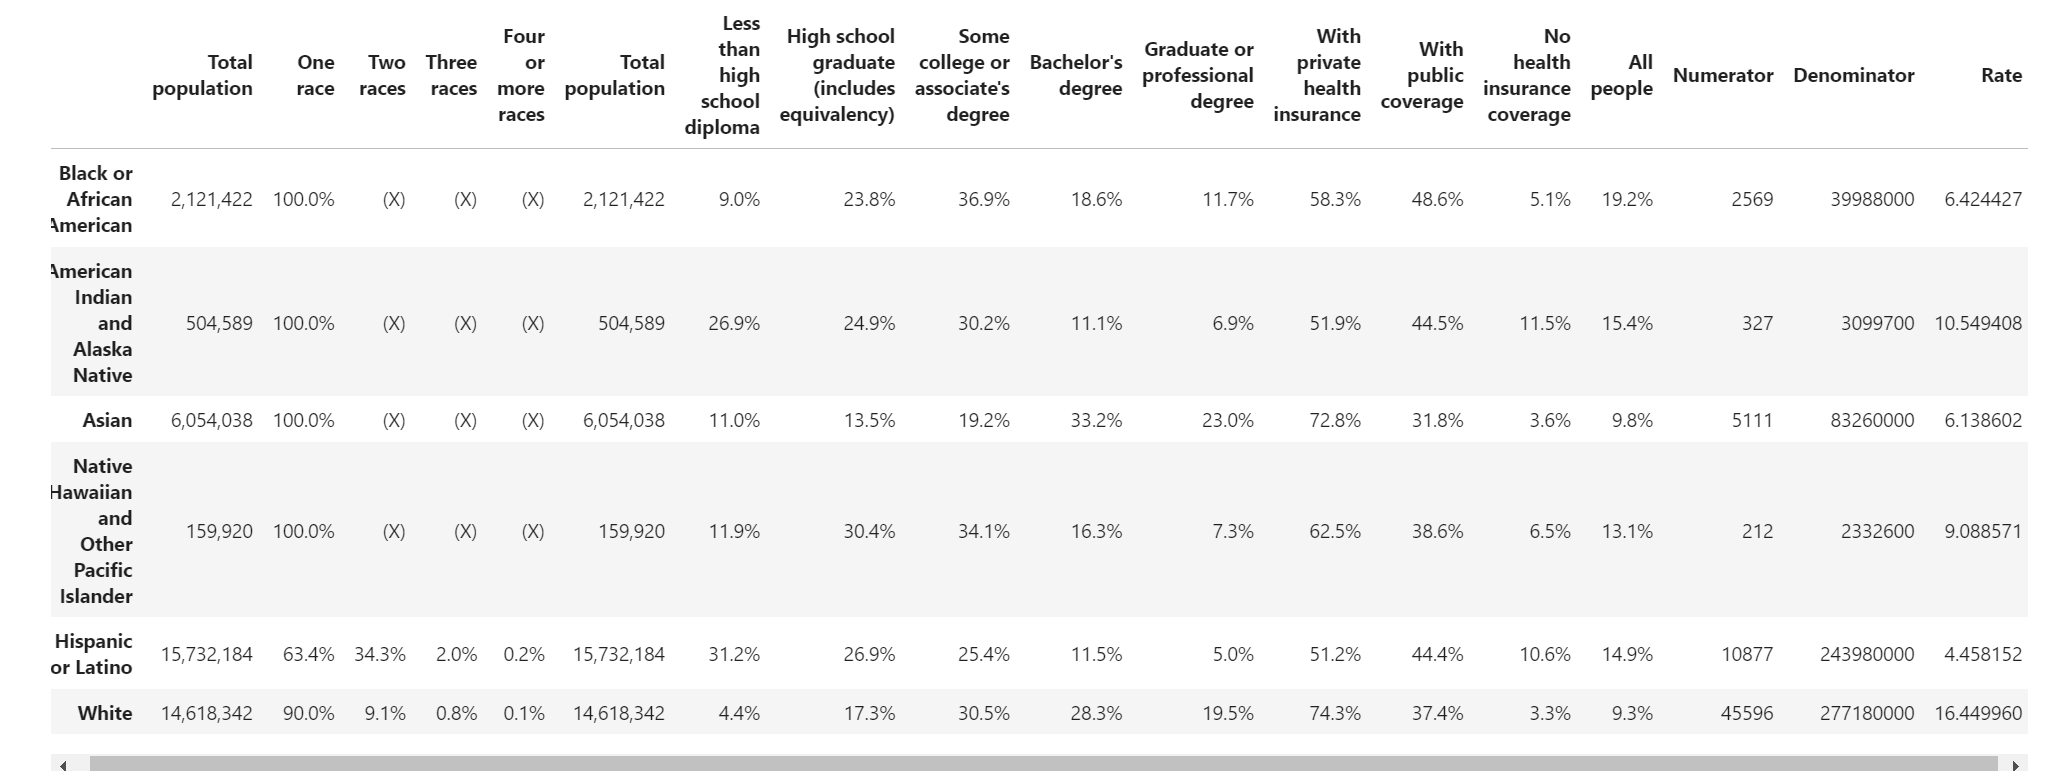 Total population One race Two races Three races Four or more races Total population Less than high school diploma High school graduate (includes equivalency) Some college or associate's degree Bachelor's degree Graduate or professional degree With private health insurance With public coverage No health insurance coverage All people Numerator Denominator Rate
Black or African American 2,121,422 100.0% (X) (X) (X) 2,121,422 9.0% 23.8% 36.9% 18.6% 11.7% 58.3% 48.6% 5.1% 19.2% 2569 39988000 6.424427
American Indian and Alaska Native 504,589 100.0% (X) (X) (X) 504,589 26.9% 24.9% 30.2% 11.1% 6.9% 51.9% 44.5% 11.5% 15.4% 327 3099700 10.549408
Asian 6,054,038 100.0% (X) (X) (X) 6,054,038 11.0% 13.5% 19.2% 33.2% 23.0% 72.8% 31.8% 3.6% 9.8% 5111 83260000 6.138602
Native Hawaiian and Other Pacific Islander 159,920 100.0% (X) (X) (X) 159,920 11.9% 30.4% 34.1% 16.3% 7.3% 62.5% 38.6% 6.5% 13.1% 212 2332600 9.088571
Hispanic or Latino 15,732,184 63.4% 34.3% 2.0% 0.2% 15,732,184 31.2% 26.9% 25.4% 11.5% 5.0% 51.2% 44.4% 10.6% 14.9% 10877 243980000 4.458152
White 14,618,342 90.0% 9.1% 0.8% 0.1% 14,618,342 4.4% 17.3% 30.5% 28.3% 19.5% 74.3% 37.4% 3.3% 9.3% 45596 277180000 16.449960